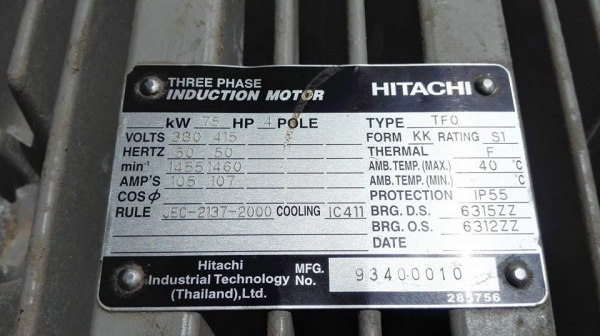 THREE PHASE
INDUCTION MOTOR
HITACHI
kW 75 HP 4 POLE
VOLTS 380 415
HERTZ 50 50
min⁻¹ 1455 1460
AMP'S 105 107
COS φ
RULE JEC-2137-2000 COOLING IC411
TYPE TFO
FORM KK RATING S1
THERMAL F
AMB. TEMP. (MAX.) 40 °C
AMB. TEMP. (MIN.) - °C
PROTECTION IP55
BRG. D.S. 6315ZZ
BRG. O.S. 6312ZZ
DATE
Hitachi
Industrial Technology
(Thailand),Ltd.
MFG. No. 93400010
285756